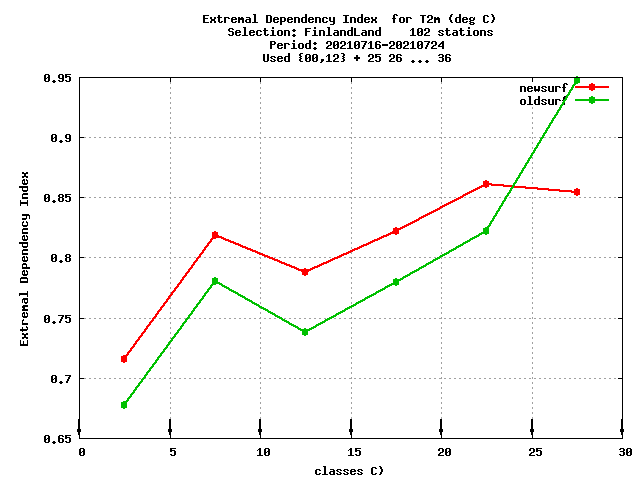 Extremal Dependency Index  for T2m (deg C)
Selection: FinlandLand    102 stations
Period: 20210716-20210724
Used {00,12} + 25 26 ... 36
newsurf
oldsurf
0.95
0.9
0.85
0.8
0.75
0.7
0.65
Extremal Dependency Index
0 5 10 15 20 25 30
classes C)